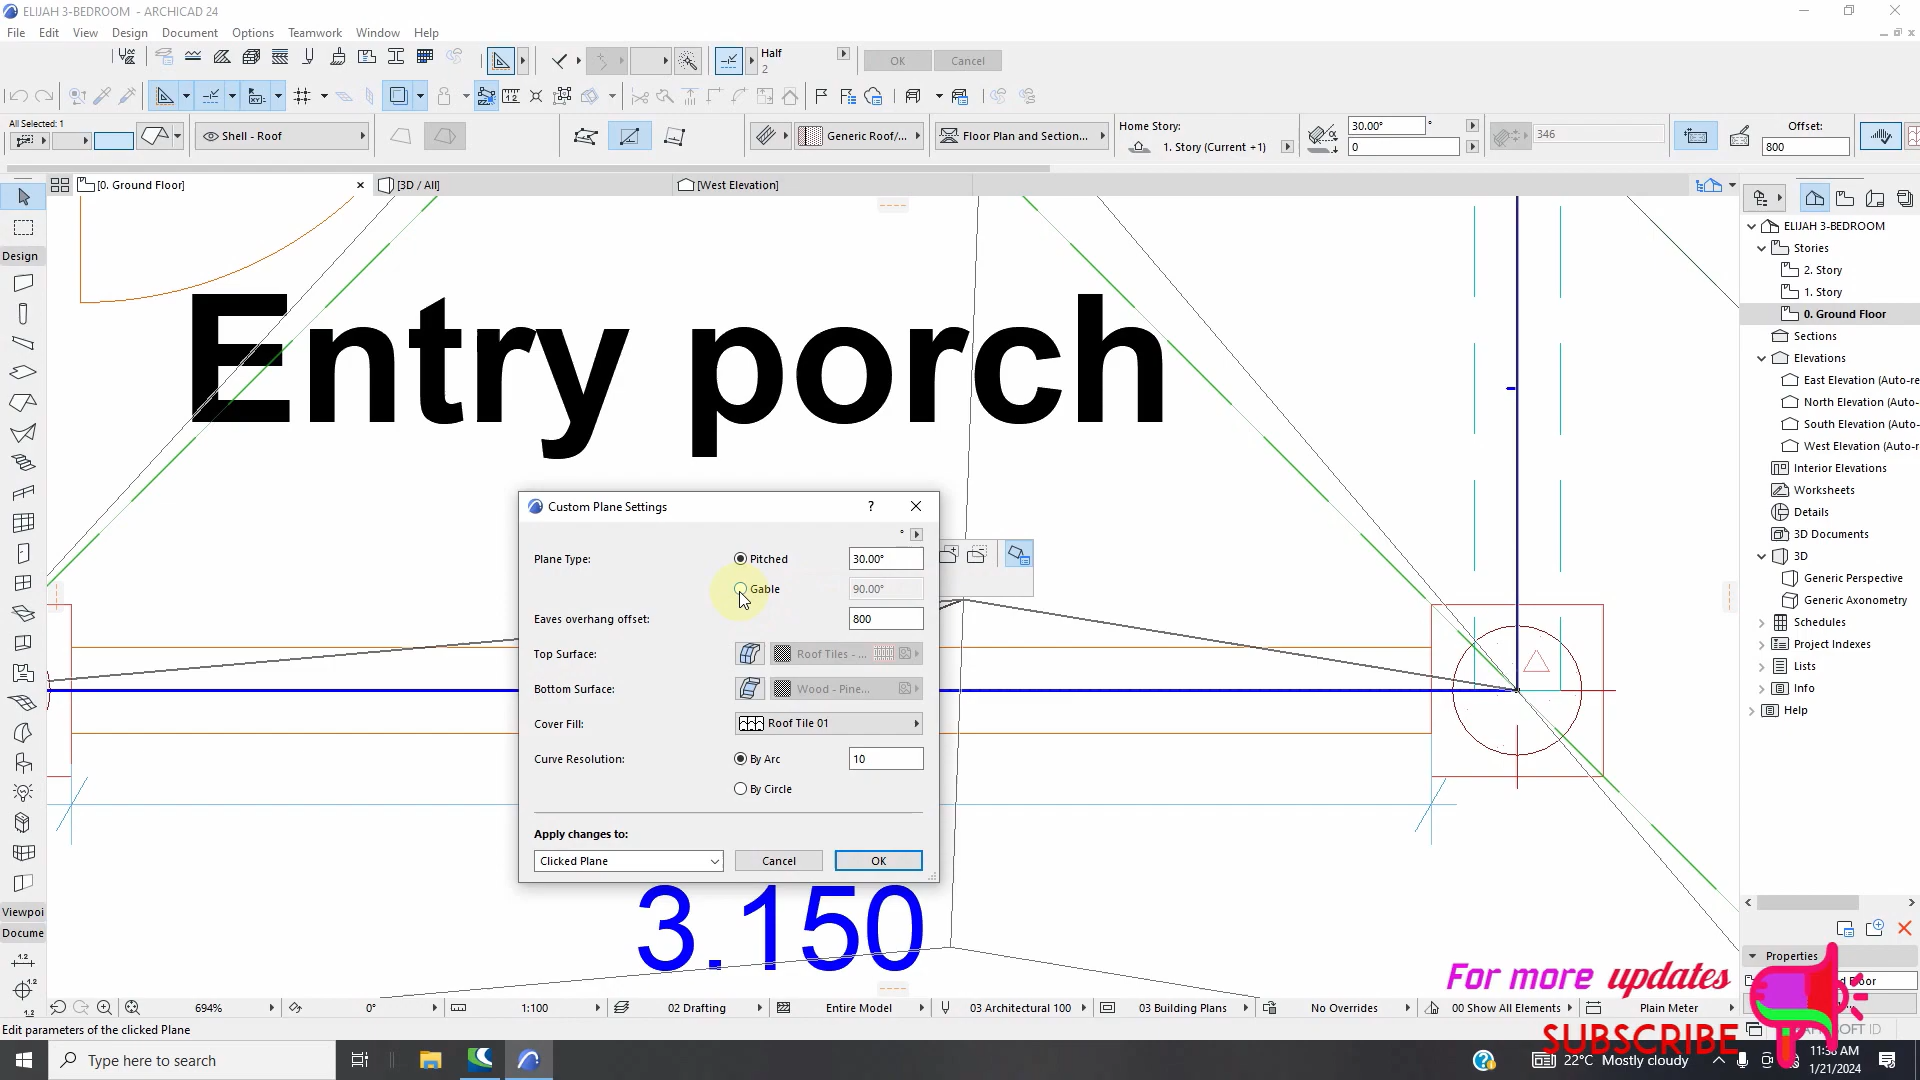 ELIJAH 3-BEDROOM - ARCHICAD 24
File Edit View Design Document Options Teamwork Window Help
Half
2
OK
Cancel
All Selected: 1
Shell - Roof
Generic Roof/...
Floor Plan and Section...
Home Story:
1. Story (Current +1)
30.00°
°
0
346
Offset:
800
[0. Ground Floor]
[3D / All]
[West Elevation]
Design
Viewpoi
Docume
Entry porch
3.150
Custom Plane Settings
?
°
Plane Type:
Pitched
30.00°
Gable
90.00°
Eaves overhang offset:
800
Top Surface:
Roof Tiles - ...
Bottom Surface:
Wood - Pine...
Cover Fill:
Roof Tile 01
Curve Resolution:
By Arc
10
By Circle
Apply changes to:
Clicked Plane
Cancel
OK
ELIJAH 3-BEDROOM
Stories
2. Story
1. Story
0. Ground Floor
Sections
Elevations
East Elevation (Auto-re
North Elevation (Auto-
South Elevation (Auto-
West Elevation (Auto-r
Interior Elevations
Worksheets
Details
3D Documents
3D
Generic Perspective
Generic Axonometry
Schedules
Project Indexes
Lists
Info
Help
Properties
For more updates
SUBSCRIBE
694%
0°
1:100
02 Drafting
Entire Model
03 Architectural 100
03 Building Plans
No Overrides
00 Show All Elements
Plain Meter
Edit parameters of the clicked Plane
Type here to search
22°C Mostly cloudy
11:36 AM
1/21/2024